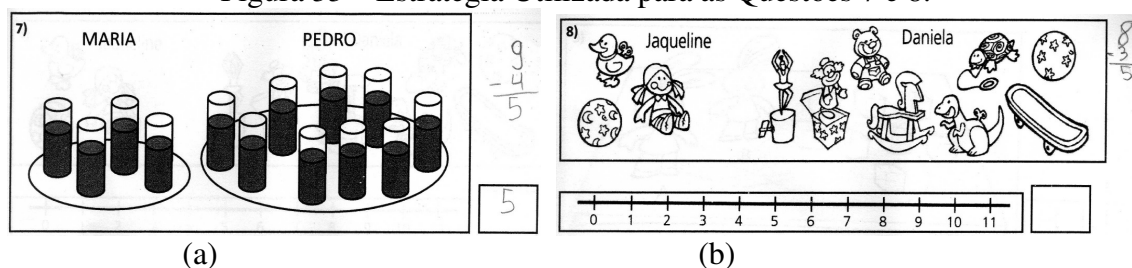 Figura 33 – Estratégia Utilizada para as Questões 7 e 8.
7)
MARIA PEDRO
9
- 4
5
5
8) Jaqueline Daniela
8
- 3
5
0 1 2 3 4 5 6 7 8 9 10 11
(a) (b)